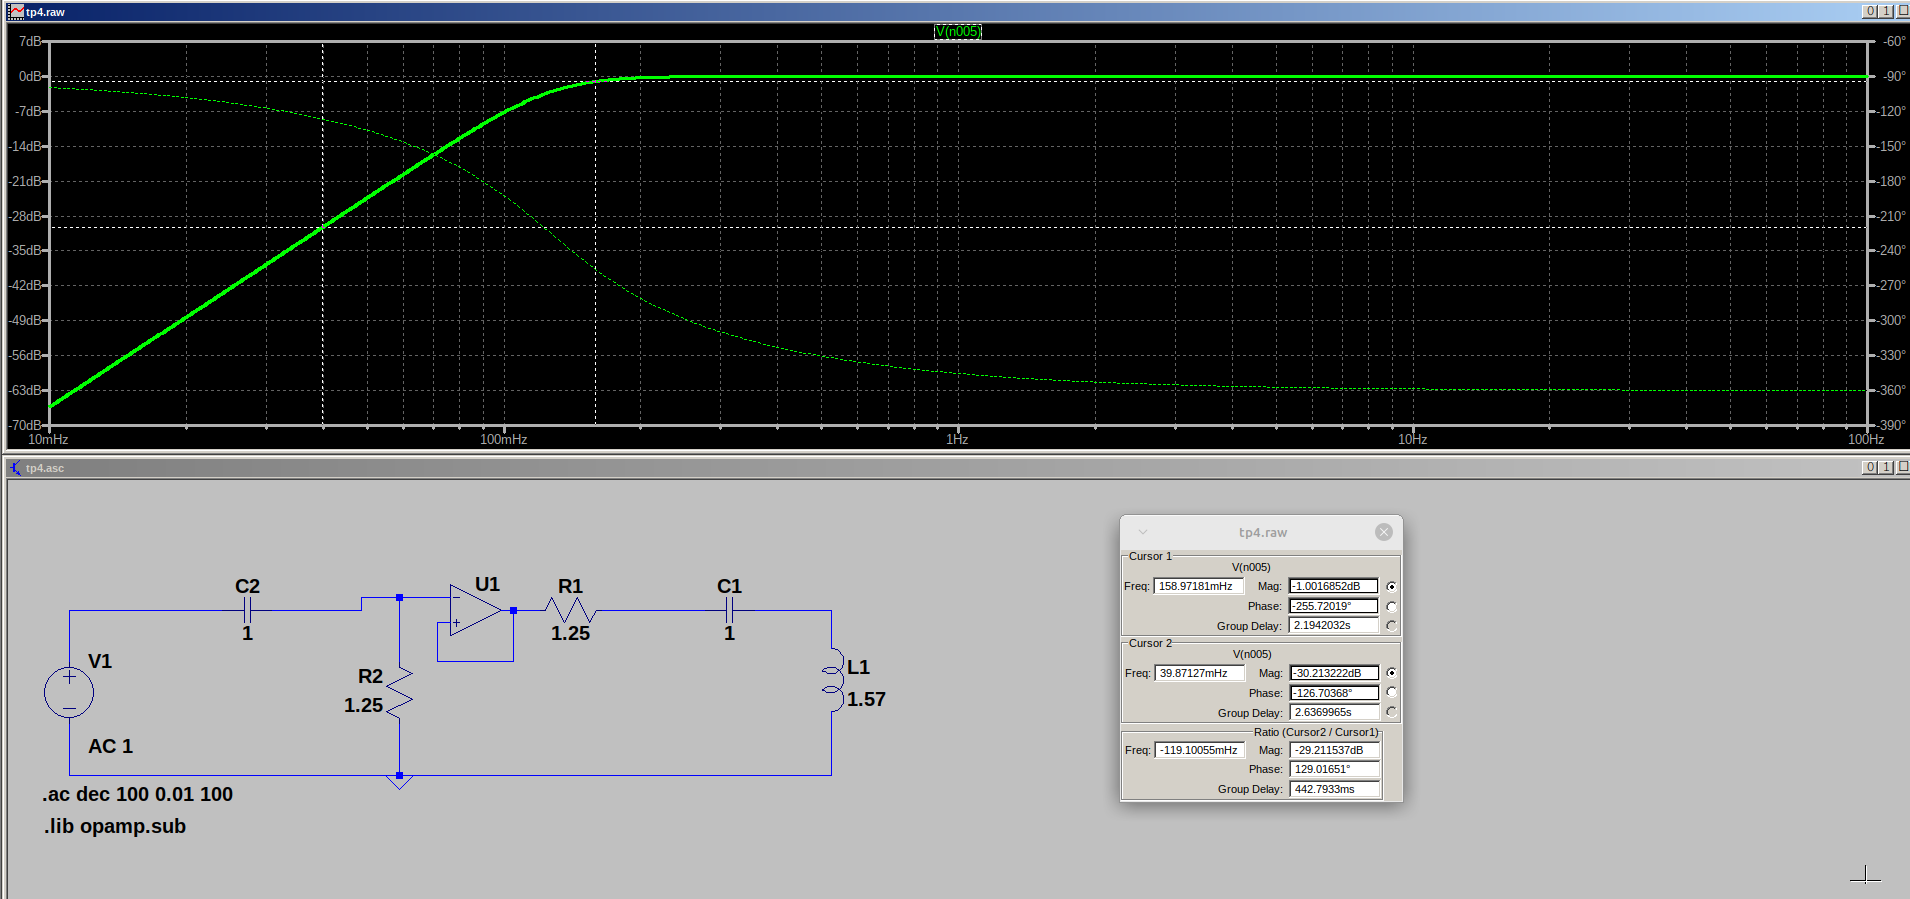 tp4.raw
V(n005)
7dB
0dB
-7dB
-14dB
-21dB
-28dB
-35dB
-42dB
-49dB
-56dB
-63dB
-70dB
-60°
-90°
-120°
-150°
-180°
-210°
-240°
-270°
-300°
-330°
-360°
-390°
10mHz 100mHz 1Hz 10Hz 100Hz
tp4.asc
C2
1
U1
R1
1.25
C1
1
V1
R2
1.25
L1
1.57
AC 1
.ac dec 100 0.01 100
.lib opamp.sub
tp4.raw
Cursor 1
V(n005)
Freq: 158.97181mHz Mag: -1.0016852dB
Phase: -255.72019°
Group Delay: 2.1942032s
Cursor 2
V(n005)
Freq: 39.87127mHz Mag: -30.213222dB
Phase: -126.70368°
Group Delay: 2.6369965s
Ratio (Cursor2 / Cursor1)
Freq: -119.10055mHz Mag: -29.211537dB
Phase: 129.01651°
Group Delay: 442.7933ms